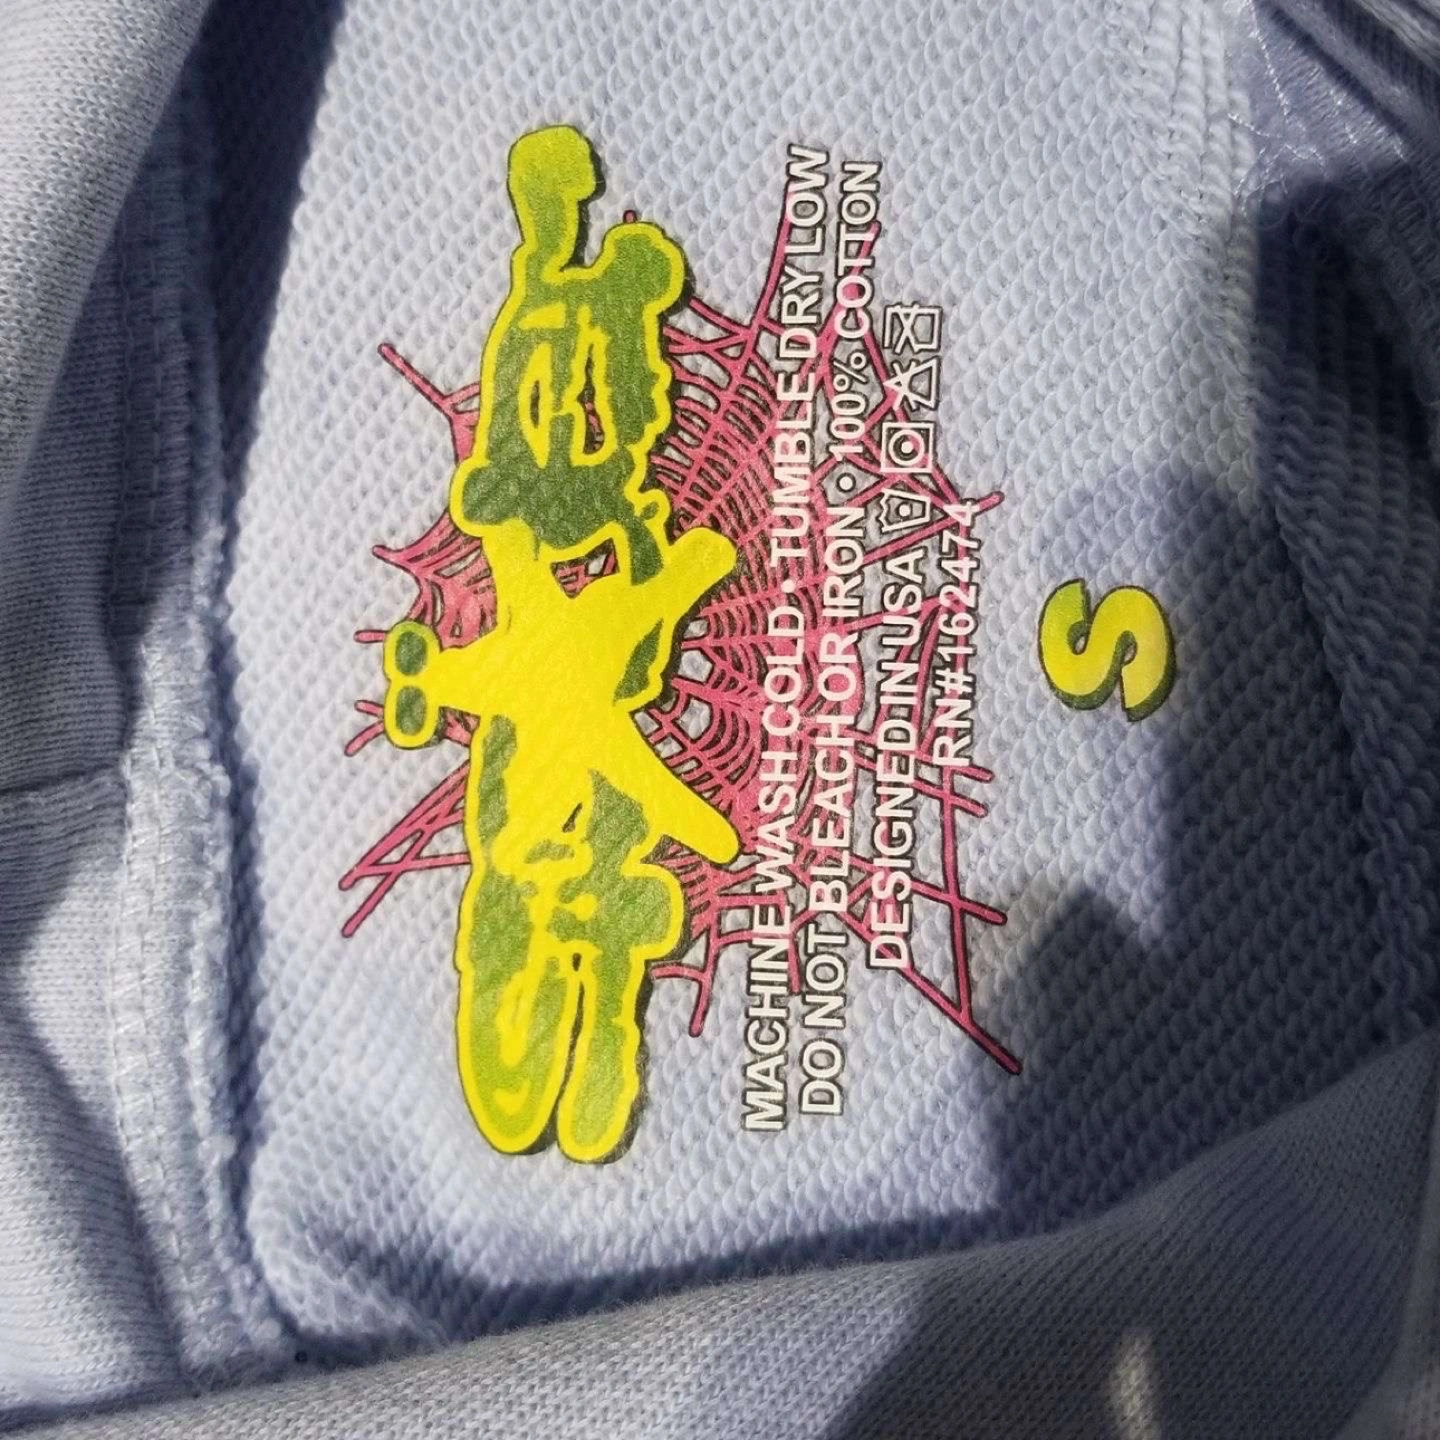 MACHINE WASH COLD • TUMBLE DRY LOW
DO NOT BLEACH OR IRON • 100% COTTON
DESIGNED IN USA
RN#162474
S